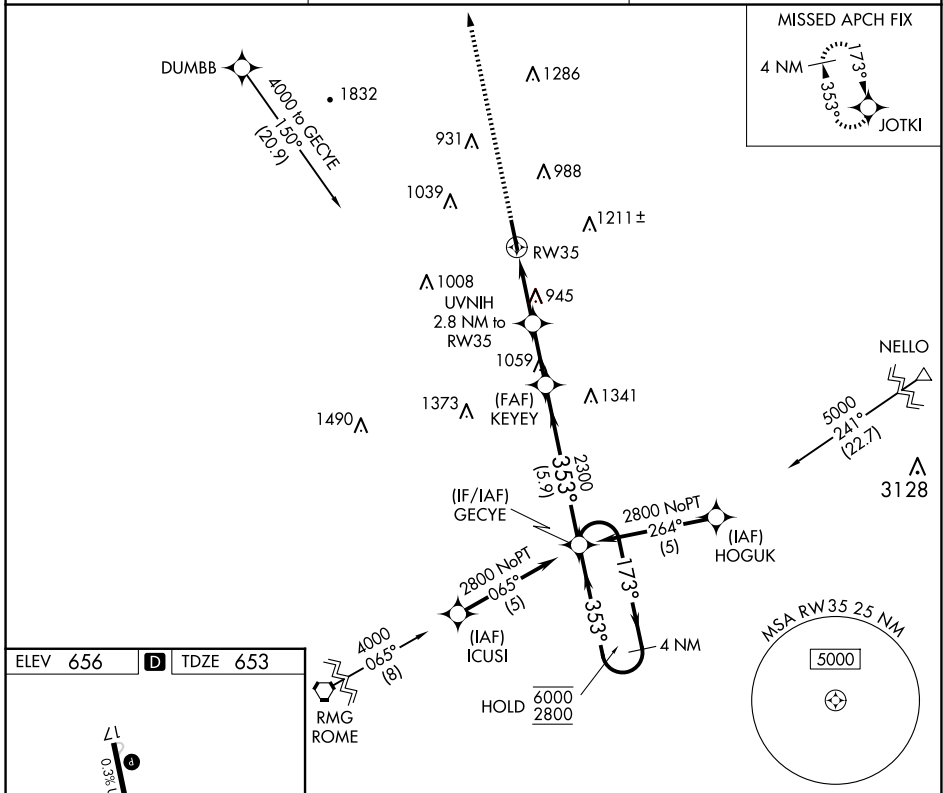 MISSED APCH FIX
4 NM
173°
353°
JOTKI
DUMBB
4000 to GECYE
150°
(20.9)
1832
1286
931
988
1039
1211 ±
RW35
1008
945
UVNIH
2.8 NM to
RW35
1059
NELLO
(FAF)
KEYEY
1341
1373
1490
5000
241°
(22.7)
3128
2300
353°
(5.9)
(IF/IAF)
GECYE
2800 NoPT
264°
(5)
(IAF)
HOGUK
2800 NoPT
065°
(5)
(IAF)
ICUSI
173°
353°
4 NM
HOLD
6000
2800
4000
065°
(8)
RMG
ROME
MSA RW35 25 NM
5000
ELEV 656
D
TDZE 653
17
P
0.3%